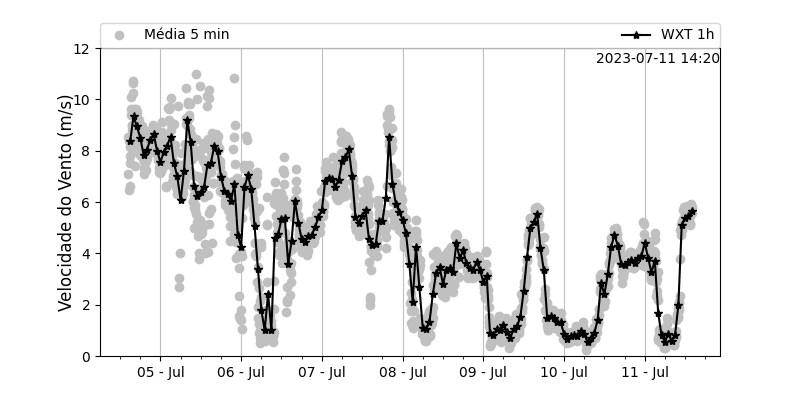 Média 5 min
WXT 1h
2023-07-11 14:20
Velocidade do Vento (m/s)
12
10
8
6
4
2
0
05 - Jul
06 - Jul
07 - Jul
08 - Jul
09 - Jul
10 - Jul
11 - Jul